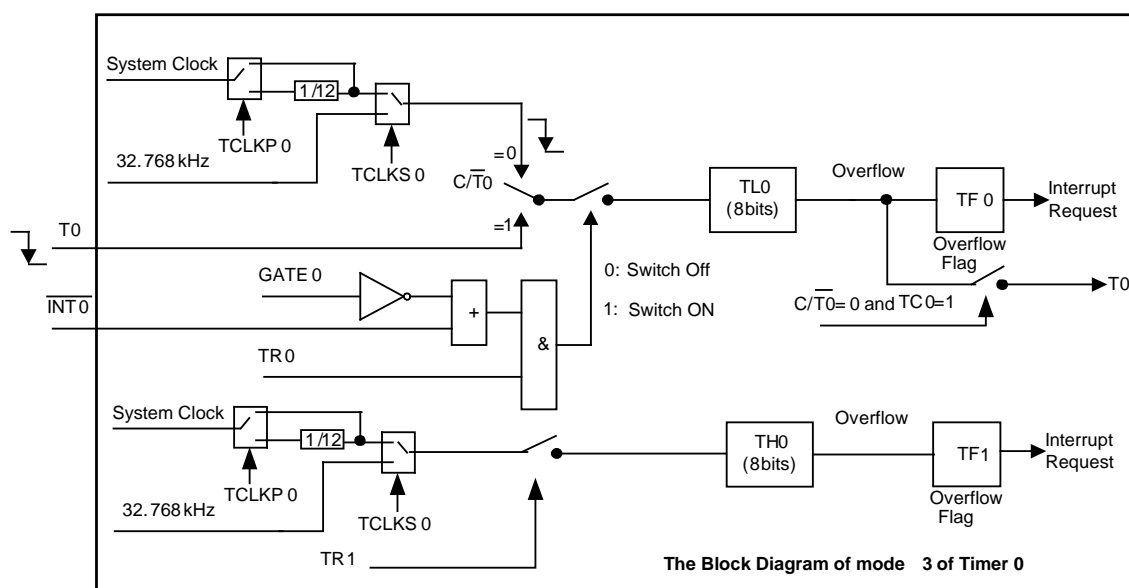 System Clock
1/12
TCLKP 0
32.768 kHz
TCLKS 0
=0
C/T̅0̅
=1
TL0
(8bits)
Overflow
TF 0
Interrupt
Request
Overflow
Flag
T0
GATE 0
I̅N̅T̅ ̅0̅
+
&
TR 0
0: Switch Off
1: Switch ON
C/T̅0̅= 0 and TC 0=1
T0
System Clock
1/12
TCLKP 0
32.768 kHz
TCLKS 0
TR 1
TH0
(8bits)
Overflow
TF1
Interrupt
Request
Overflow
Flag
The Block Diagram of mode 3 of Timer 0